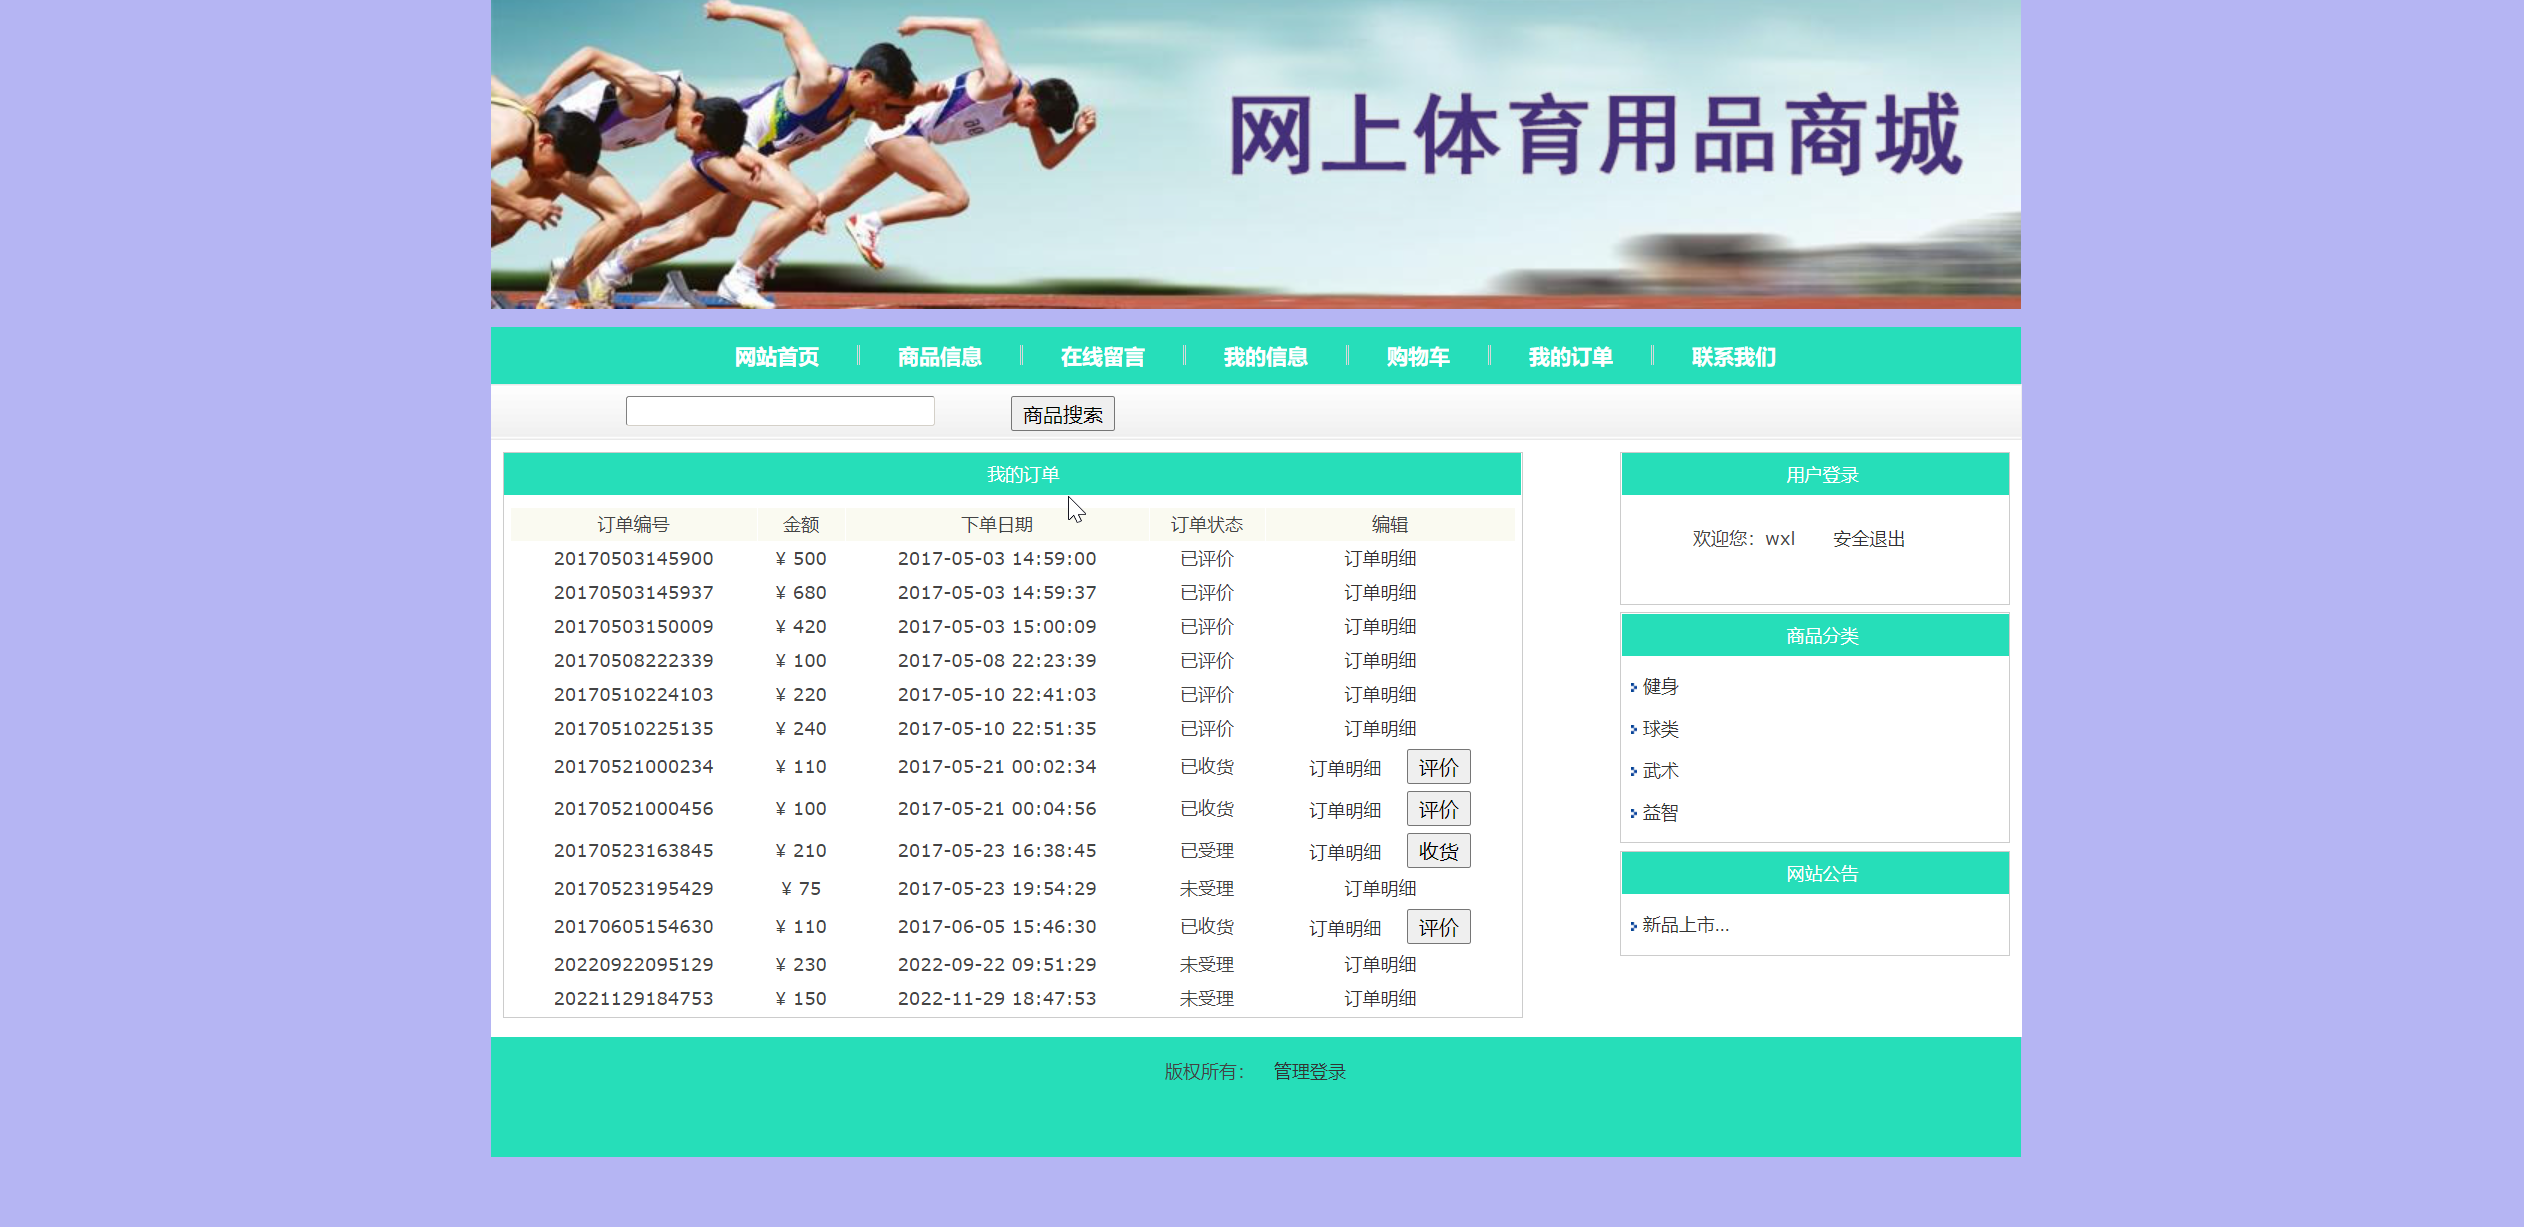 网上体育用品商城
网站首页 商品信息 在线留言 我的信息 购物车 我的订单 联系我们
商品搜索
我的订单
订单编号 金额 下单日期 订单状态 编辑
20170503145900 ¥ 500 2017-05-03 14:59:00 已评价 订单明细
20170503145937 ¥ 680 2017-05-03 14:59:37 已评价 订单明细
20170503150009 ¥ 420 2017-05-03 15:00:09 已评价 订单明细
20170508222339 ¥ 100 2017-05-08 22:23:39 已评价 订单明细
20170510224103 ¥ 220 2017-05-10 22:41:03 已评价 订单明细
20170510225135 ¥ 240 2017-05-10 22:51:35 已评价 订单明细
20170521000234 ¥ 110 2017-05-21 00:02:34 已收货 订单明细 评价
20170521000456 ¥ 100 2017-05-21 00:04:56 已收货 订单明细 评价
20170523163845 ¥ 210 2017-05-23 16:38:45 已受理 订单明细 收货
20170523195429 ¥ 75 2017-05-23 19:54:29 未受理 订单明细
20170605154630 ¥ 110 2017-06-05 15:46:30 已收货 订单明细 评价
20220922095129 ¥ 230 2022-09-22 09:51:29 未受理 订单明细
20221129184753 ¥ 150 2022-11-29 18:47:53 未受理 订单明细
用户登录
欢迎您：wxl 安全退出
商品分类
健身
球类
武术
益智
网站公告
新品上市...
版权所有： 管理登录